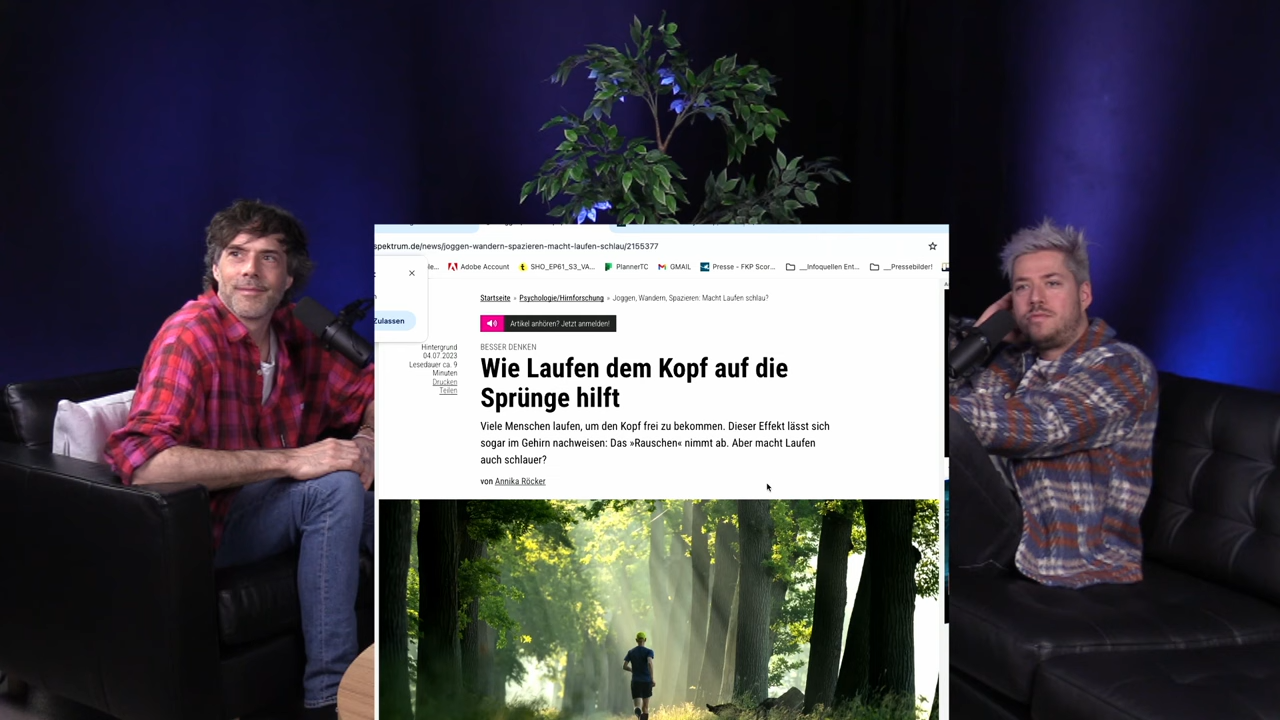 spektrum.de/news/joggen-wandern-spazieren-macht-laufen-schlau/2155377
Adobe Account
SHO_EP61_S3_VA...
PlannerTC
GMAIL
Presse - FKP Scor...
__Infoquellen Ent...
__Pressebilder!
Zulassen
Startseite » Psychologie/Hirnforschung » Joggen, Wandern, Spazieren: Macht Laufen schlau?
Artikel anhören? Jetzt anmelden!
Hintergrund
04.07.2023
Lesedauer ca. 9
Minuten
Drucken
Teilen
BESSER DENKEN
Wie Laufen dem Kopf auf die
Sprünge hilft
Viele Menschen laufen, um den Kopf frei zu bekommen. Dieser Effekt lässt sich
sogar im Gehirn nachweisen: Das »Rauschen« nimmt ab. Aber macht Laufen
auch schlauer?
von Annika Röcker